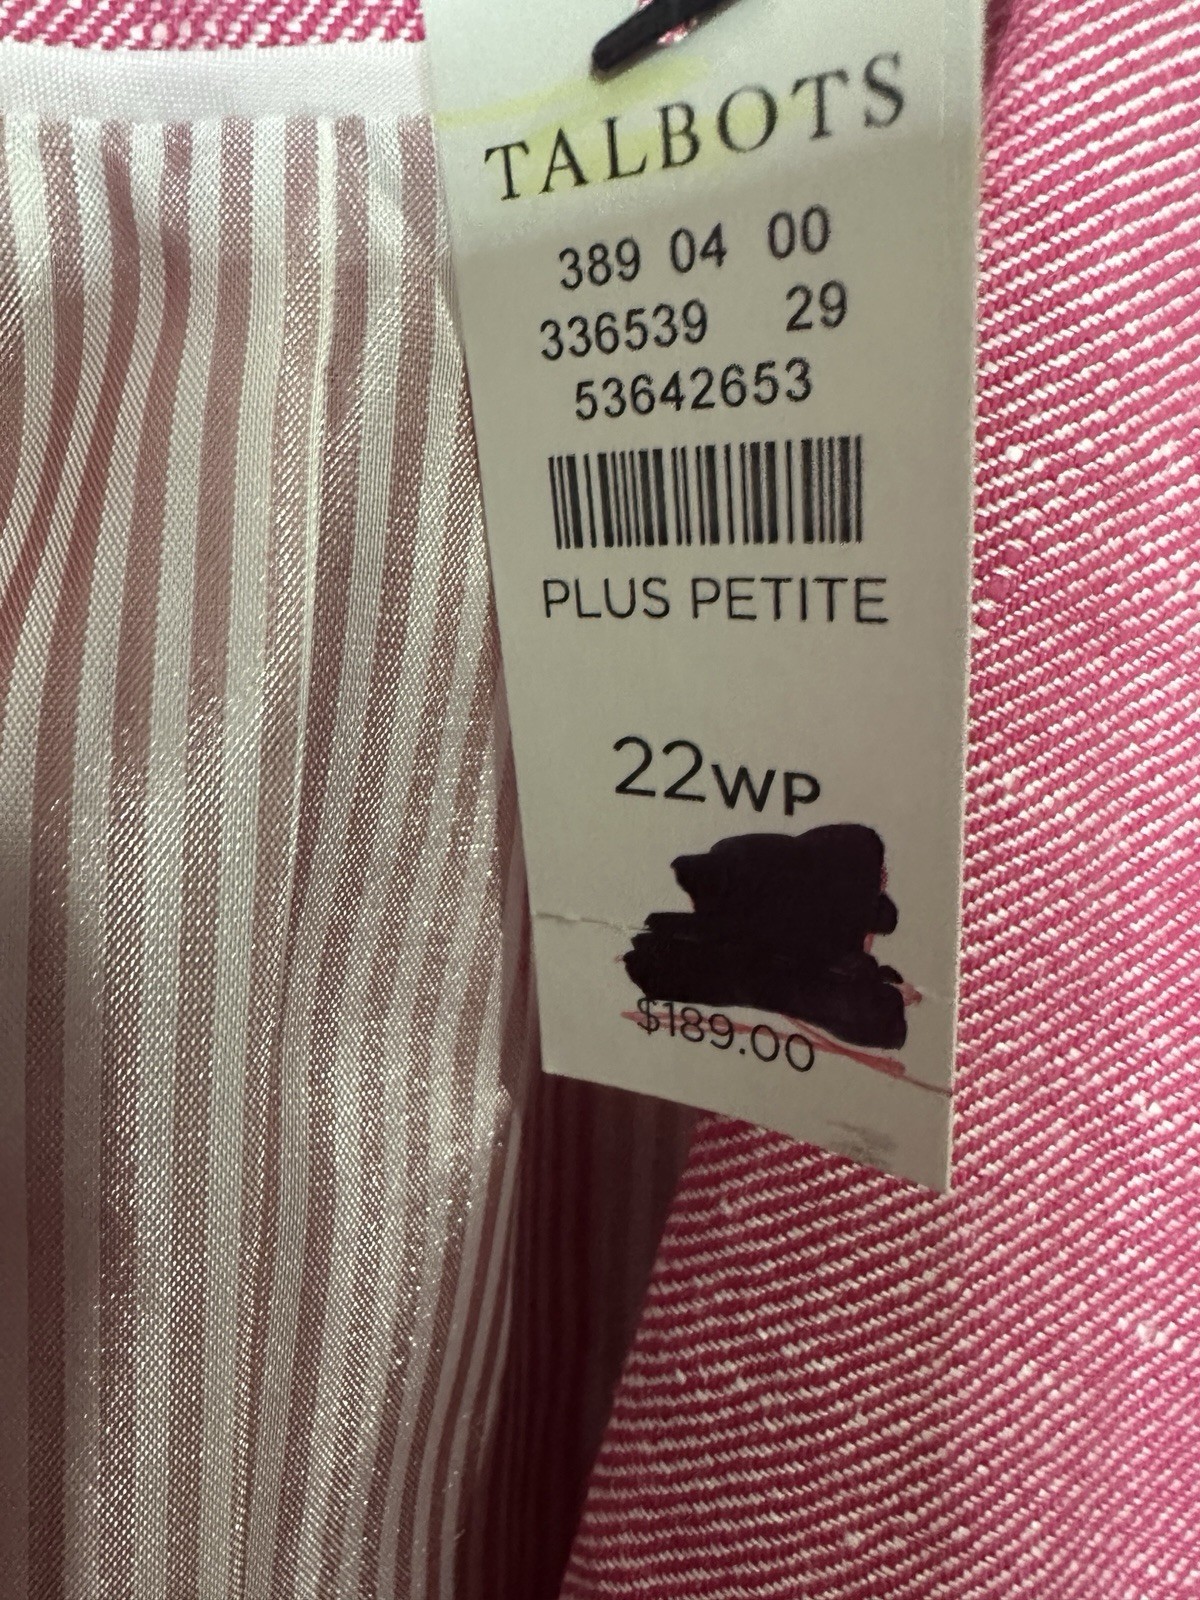 TALBOTS
389 04 00
336539 29
53642653
PLUS PETITE
22WP
$189.00